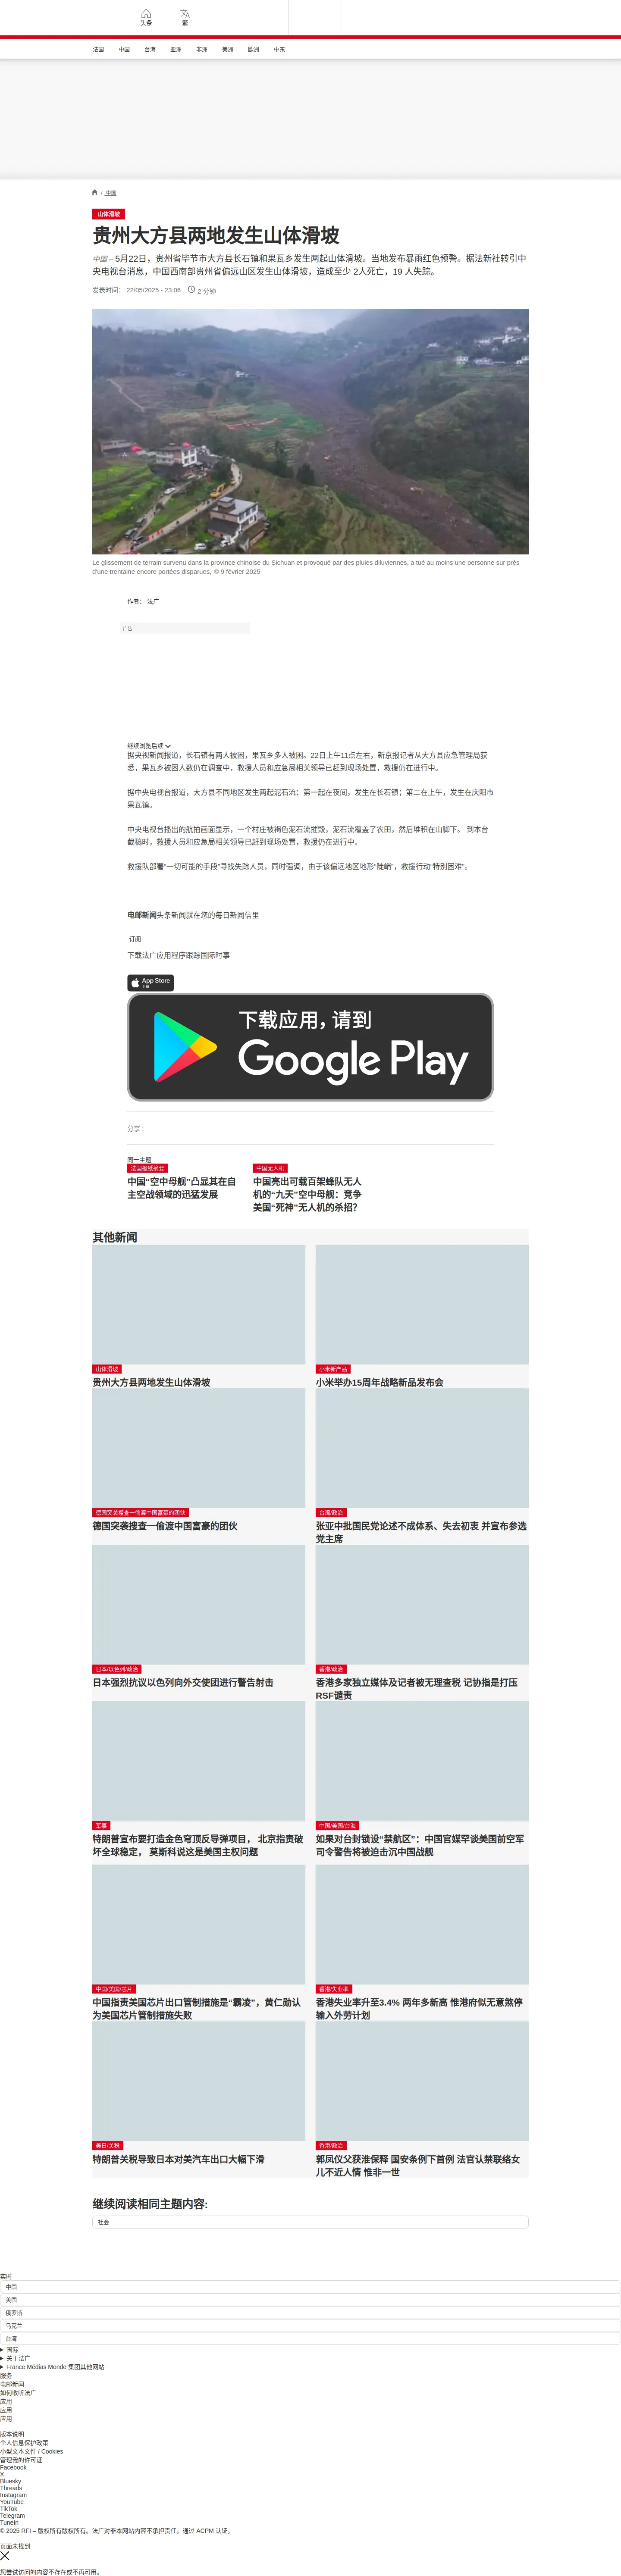 头条
繁
法国
中国
台海
亚洲
非洲
美洲
欧洲
中东
/ 中国
山体滑坡
贵州大方县两地发生山体滑坡
中国 – 5月22日，贵州省毕节市大方县长石镇和果瓦乡发生两起山体滑坡。当地发布暴雨红色预警。据法新社转引中
央电视台消息，中国西南部贵州省偏远山区发生山体滑坡，造成至少 2人死亡，19 人失踪。
发表时间： 22/05/2025 - 23:06
2 分钟
Le glissement de terrain survenu dans la province chinoise du Sichuan et provoqué par des pluies diluviennes, a tué au moins une personne sur près
d'une trentaine encore portées disparues, © 9 février 2025
作者： 法广
广告
继续浏览后续
据央视新闻报道，长石镇有两人被困，果瓦乡多人被困。22日上午11点左右，新京报记者从大方县应急管理局获
悉，果瓦乡被困人数仍在调查中，救援人员和应急局相关领导已赶到现场处置，救援仍在进行中。
据中央电视台报道，大方县不同地区发生两起泥石流：第一起在夜间，发生在长石镇；第二在上午，发生在庆阳市
果瓦镇。
中央电视台播出的航拍画面显示，一个村庄被褐色泥石流摧毁，泥石流覆盖了农田，然后堆积在山脚下。 到本台
截稿时，救援人员和应急局相关领导已赶到现场处置，救援仍在进行中。
救援队部署“一切可能的手段”寻找失踪人员，同时强调，由于该偏远地区地形“陡峭”，救援行动“特别困难”。
电邮新闻头条新闻就在您的每日新闻信里
订阅
下载法广应用程序跟踪国际时事
App Store
下载
下载应用，请到
Google Play
分享 :
同一主题
法国报纸摘要
中国“空中母舰”凸显其在自
主空战领域的迅猛发展
中国无人机
中国亮出可载百架蜂队无人
机的“九天”空中母舰：竞争
美国“死神”无人机的杀招?
其他新闻
山体滑坡
贵州大方县两地发生山体滑坡
小米新产品
小米举办15周年战略新品发布会
德国突袭搜查一偷渡中国富豪的团伙
德国突袭搜查一偷渡中国富豪的团伙
台湾/政治
张亚中批国民党论述不成体系、失去初衷 并宣布参选
党主席
日本/以色列/政治
日本强烈抗议以色列向外交使团进行警告射击
香港/政治
香港多家独立媒体及记者被无理查税 记协指是打压
RSF谴责
军事
特朗普宣布要打造金色穹顶反导弹项目， 北京指责破
坏全球稳定， 莫斯科说这是美国主权问题
中国/美国/台海
如果对台封锁设“禁航区”：中国官媒罕谈美国前空军
司令警告将被迫击沉中国战舰
中国/美国/芯片
中国指责美国芯片出口管制措施是“霸凌”，黄仁勋认
为美国芯片管制措施失败
香港/失业率
香港失业率升至3.4% 两年多新高 惟港府似无意煞停
输入外劳计划
美日/关税
特朗普关税导致日本对美汽车出口大幅下滑
香港/政治
郭凤仪父获淮保释 国安条例下首例 法官认禁联络女
儿不近人情 惟非一世
继续阅读相同主题内容:
社会
实时
中国
美国
俄罗斯
乌克兰
台湾
国际
关于法广
France Médias Monde 集团其他网站
服务
电邮新闻
如何收听法广
应用
应用
应用
版本说明
个人信息保护政策
小型文本文件 / Cookies
管理我的许可证
Facebook
X
Bluesky
Threads
Instagram
YouTube
TikTok
Telegram
TuneIn
© 2025 RFI – 版权所有版权所有。法广对非本网站内容不承担责任。通过 ACPM 认证。
页面未找到
您尝试访问的内容不存在或不再可用。